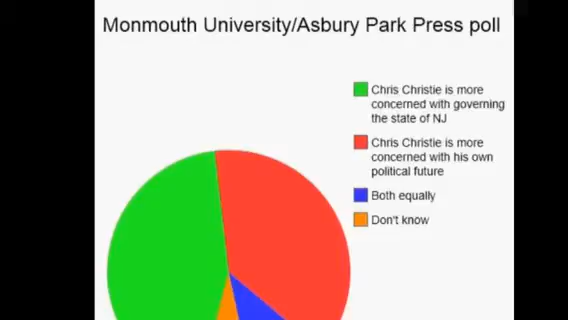 Monmouth University/Asbury Park Press poll
Chris Christie is more
concerned with governing
the state of NJ
Chris Christie is more
concerned with his own
political future
Both equally
Don't know